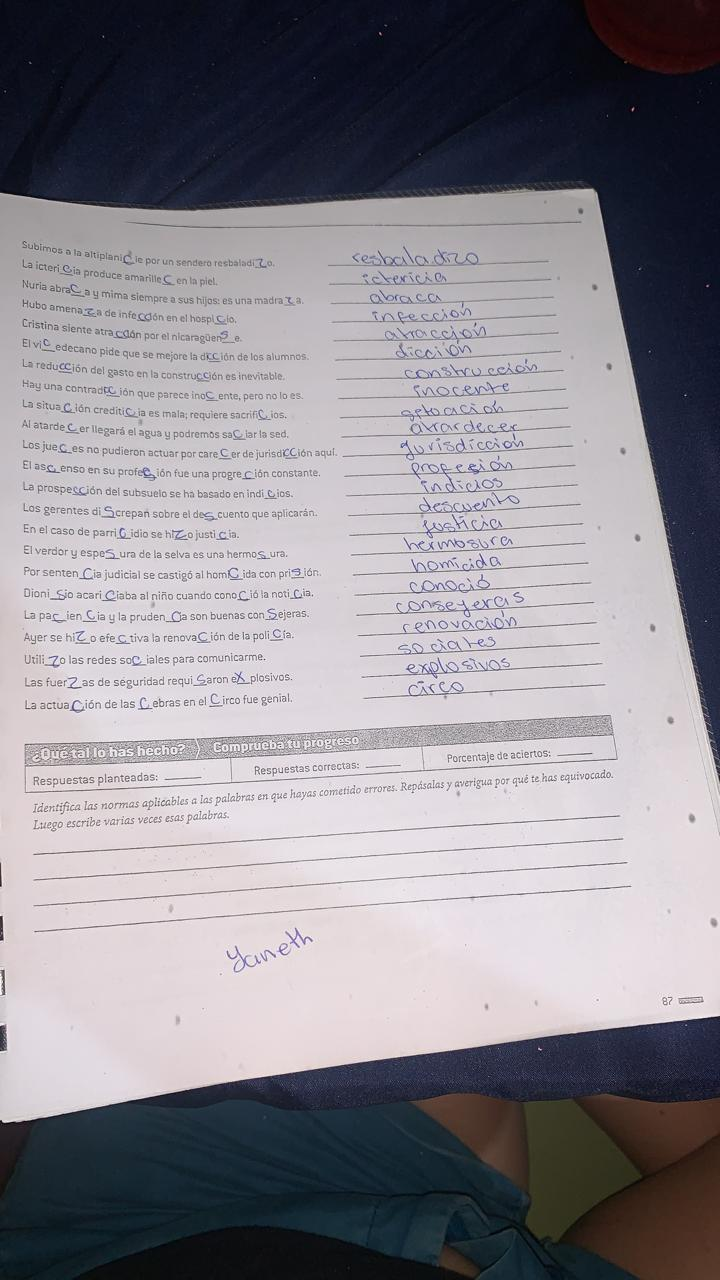 Subimos a la altiplanicie por un sendero resbaladizo. resbaladizo
La ictericia produce amarillec en la piel. ictericia
Nuria abraca y mima siempre a sus hijos: es una madraza. abraca
Hubo amenaza de infección en el hospicio. infección
Cristina siente atracción por el nicaragüense. atracción
El vicedecano pide que se mejore la dicción de los alumnos. dicción
La reducción del gasto en la construcción es inevitable. construcción
Hay una contradicción que parece inocente, pero no lo es. inocente
La situación crediticia es mala; requiere sacrificios.
Al atardecer llegará el agua y podremos saciar la sed. atardecer
Los jueces no pudieron actuar por carecer de jurisdicción aquí. jurisdicción
El ascenso en su profesión fue una progreción constante. profesión
La prospección del subsuelo se ha basado en indicios. indicios
Los gerentes discrepan sobre el descuento que aplicarán. descuento
En el caso de parricidio se hizo justicia. justicia
El verdor y espesura de la selva es una hermosura. hermosura
Por sentencia judicial se castigó al homicida con prisión. homicida
Dionisio acariciaba al niño cuando conoció la noticia. conoció
La paciencia y la prudencia son buenas conSejeras. consejeras
Ayer se hizo efectiva la renovación de la policía. renovación
Utilizo las redes sociales para comunicarme. sociales
Las fuerzas de seguridad requiSaron explosivos. explosivos
La actuación de las Cebras en el Circo fue genial. circo
¿Qué tal lo has hecho? Comprueba tu progreso
Respuestas planteadas: Respuestas correctas: Porcentaje de aciertos:
Identifica las normas aplicables a las palabras en que hayas cometido errores. Repásalas y averigua por qué te has equivocado.
Luego escribe varias veces esas palabras.
Yaneth
87